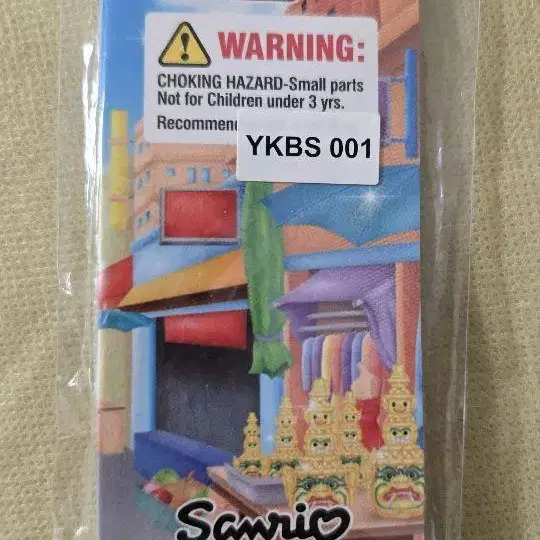 WARNING:
CHOKING HAZARD-Small parts
Not for Children under 3 yrs.
Recommen
YKBS 001
Sanrio